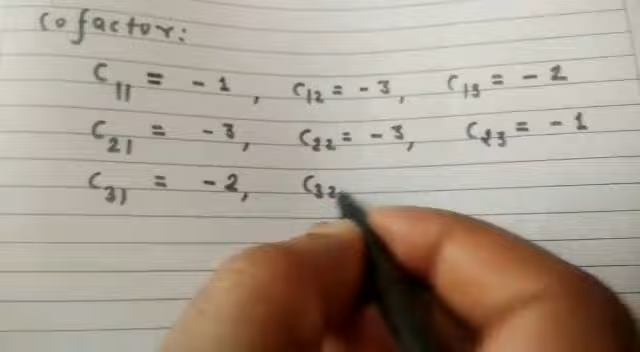 Cofactor:
C11 = -1, C12 = -3, C13 = -2
C21 = -3, C22 = -3, C23 = -1
C31 = -2, C32